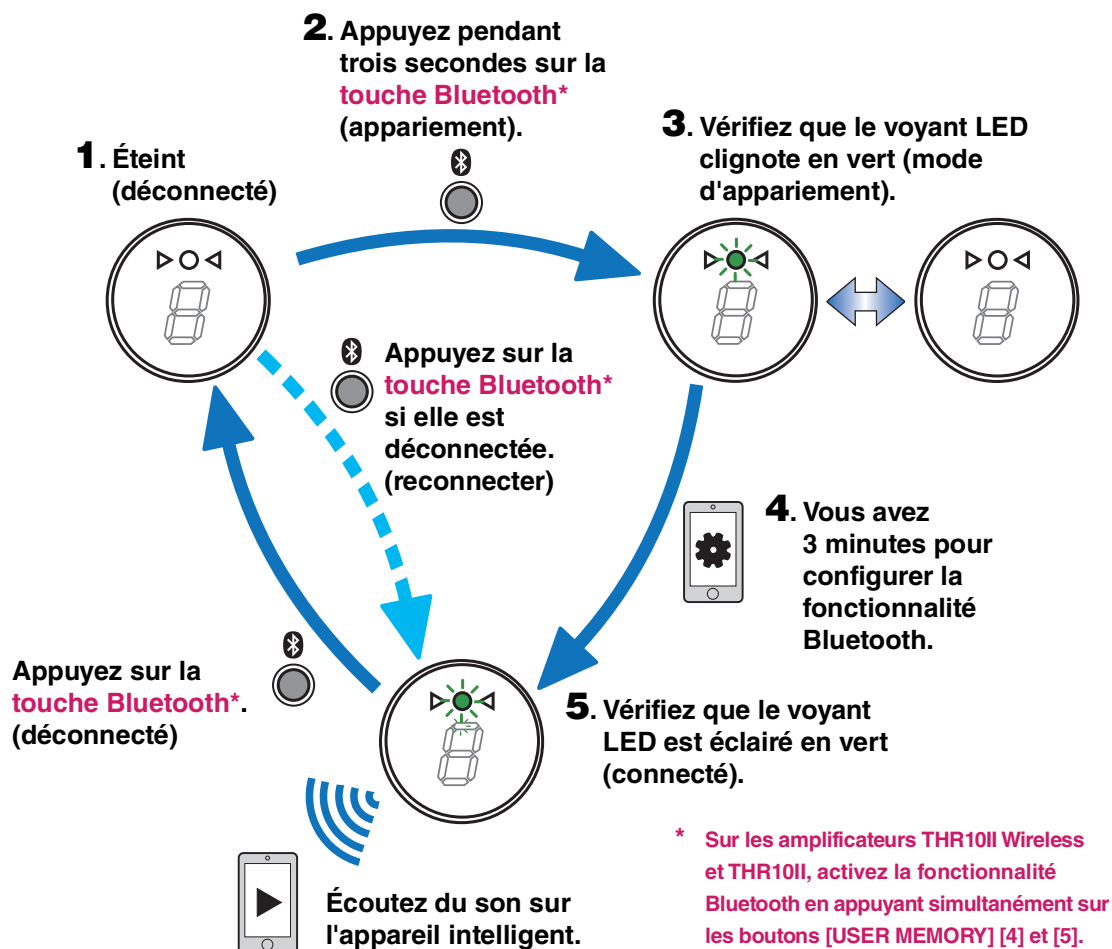 1. Éteint
(déconnecté)
2. Appuyez pendant
trois secondes sur la
touche Bluetooth*
(appariement).
3. Vérifiez que le voyant LED
clignote en vert (mode
d'appariement).
Appuyez sur la
touche Bluetooth*
si elle est
déconnectée.
(reconnecter)
4. Vous avez
3 minutes pour
configurer la
fonctionnalité
Bluetooth.
Appuyez sur la
touche Bluetooth*.
(déconnecté)
5. Vérifiez que le voyant
LED est éclairé en vert
(connecté).
Écoutez du son sur
l'appareil intelligent.
* Sur les amplificateurs THR10II Wireless
et THR10II, activez la fonctionnalité
Bluetooth en appuyant simultanément sur
les boutons [USER MEMORY] [4] et [5].